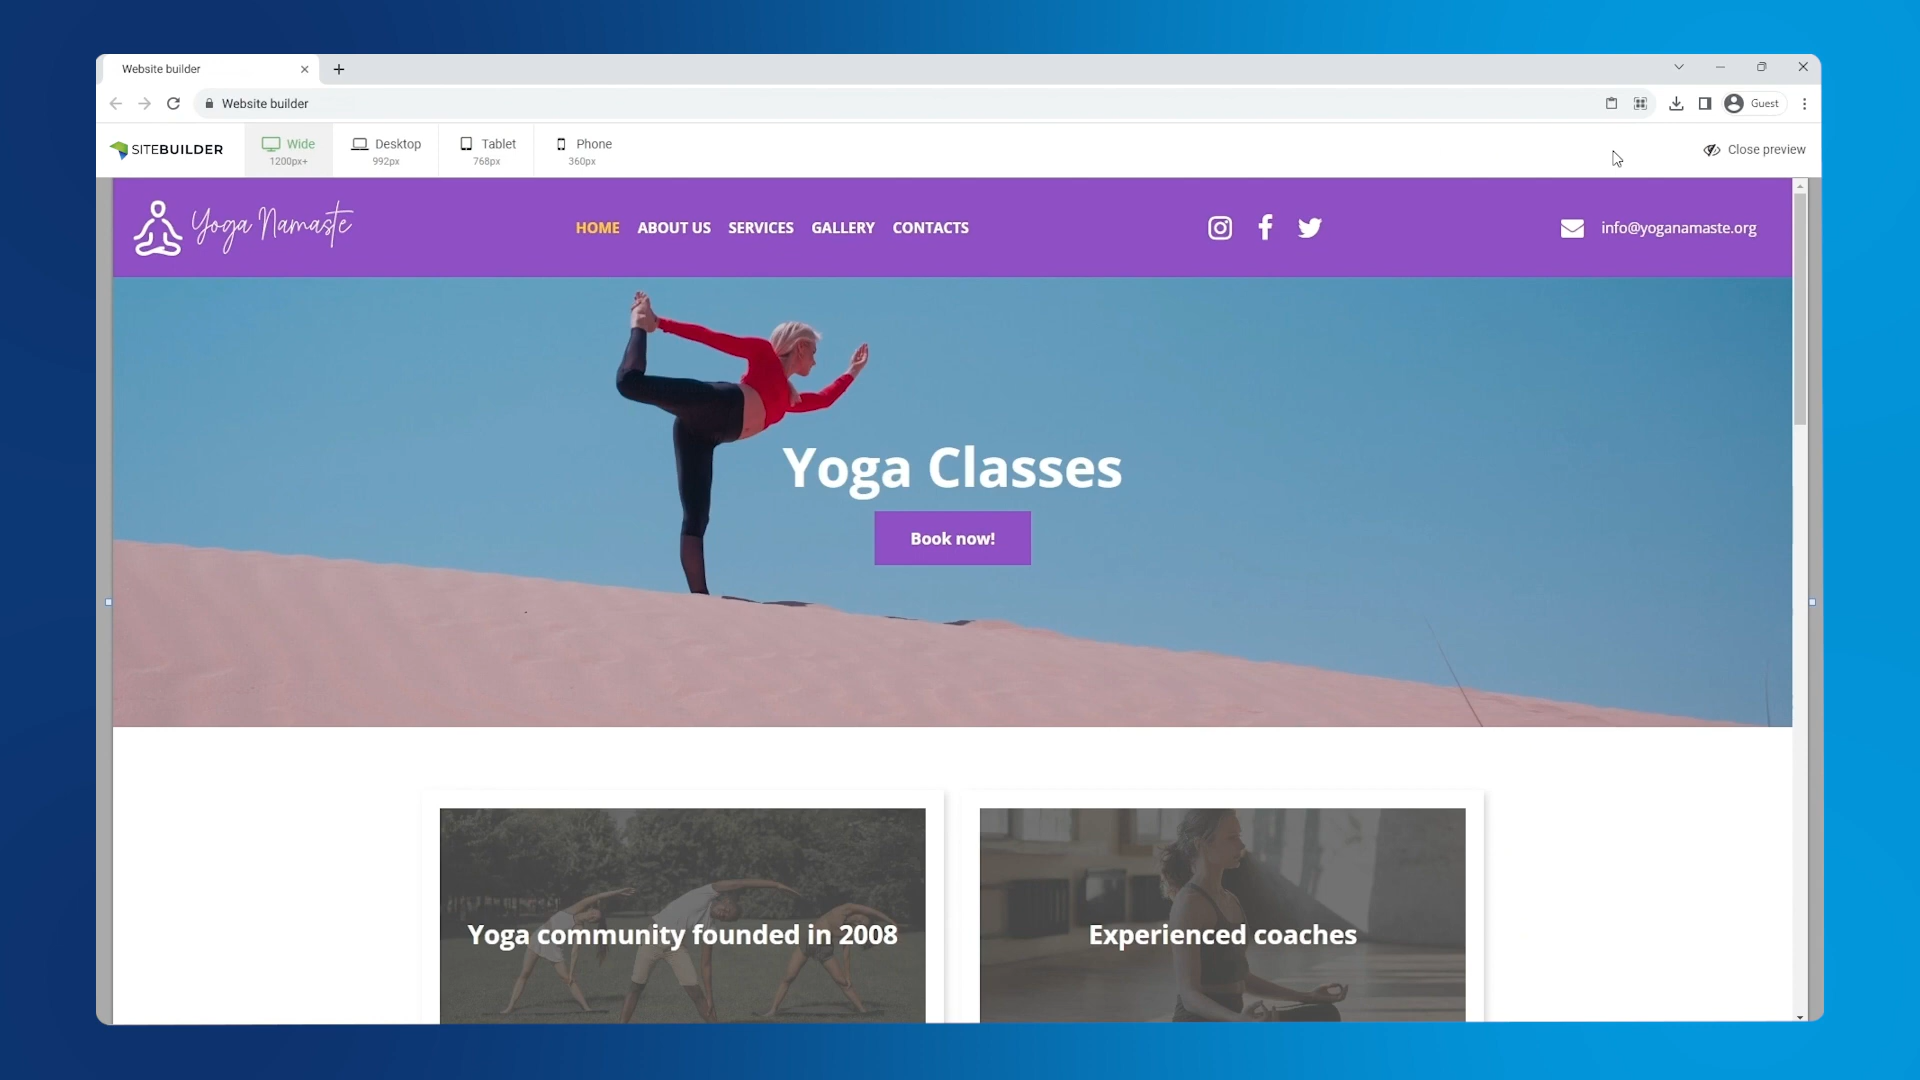 Website builder
Website builder
Guest
SITEBUILDER
Wide
1200px+
Desktop
992px
Tablet
768px
Phone
360px
Close preview
Yoga Namaste
HOME ABOUT US SERVICES GALLERY CONTACTS
info@yoganamaste.org
Yoga Classes
Book now!
Yoga community founded in 2008
Experienced coaches